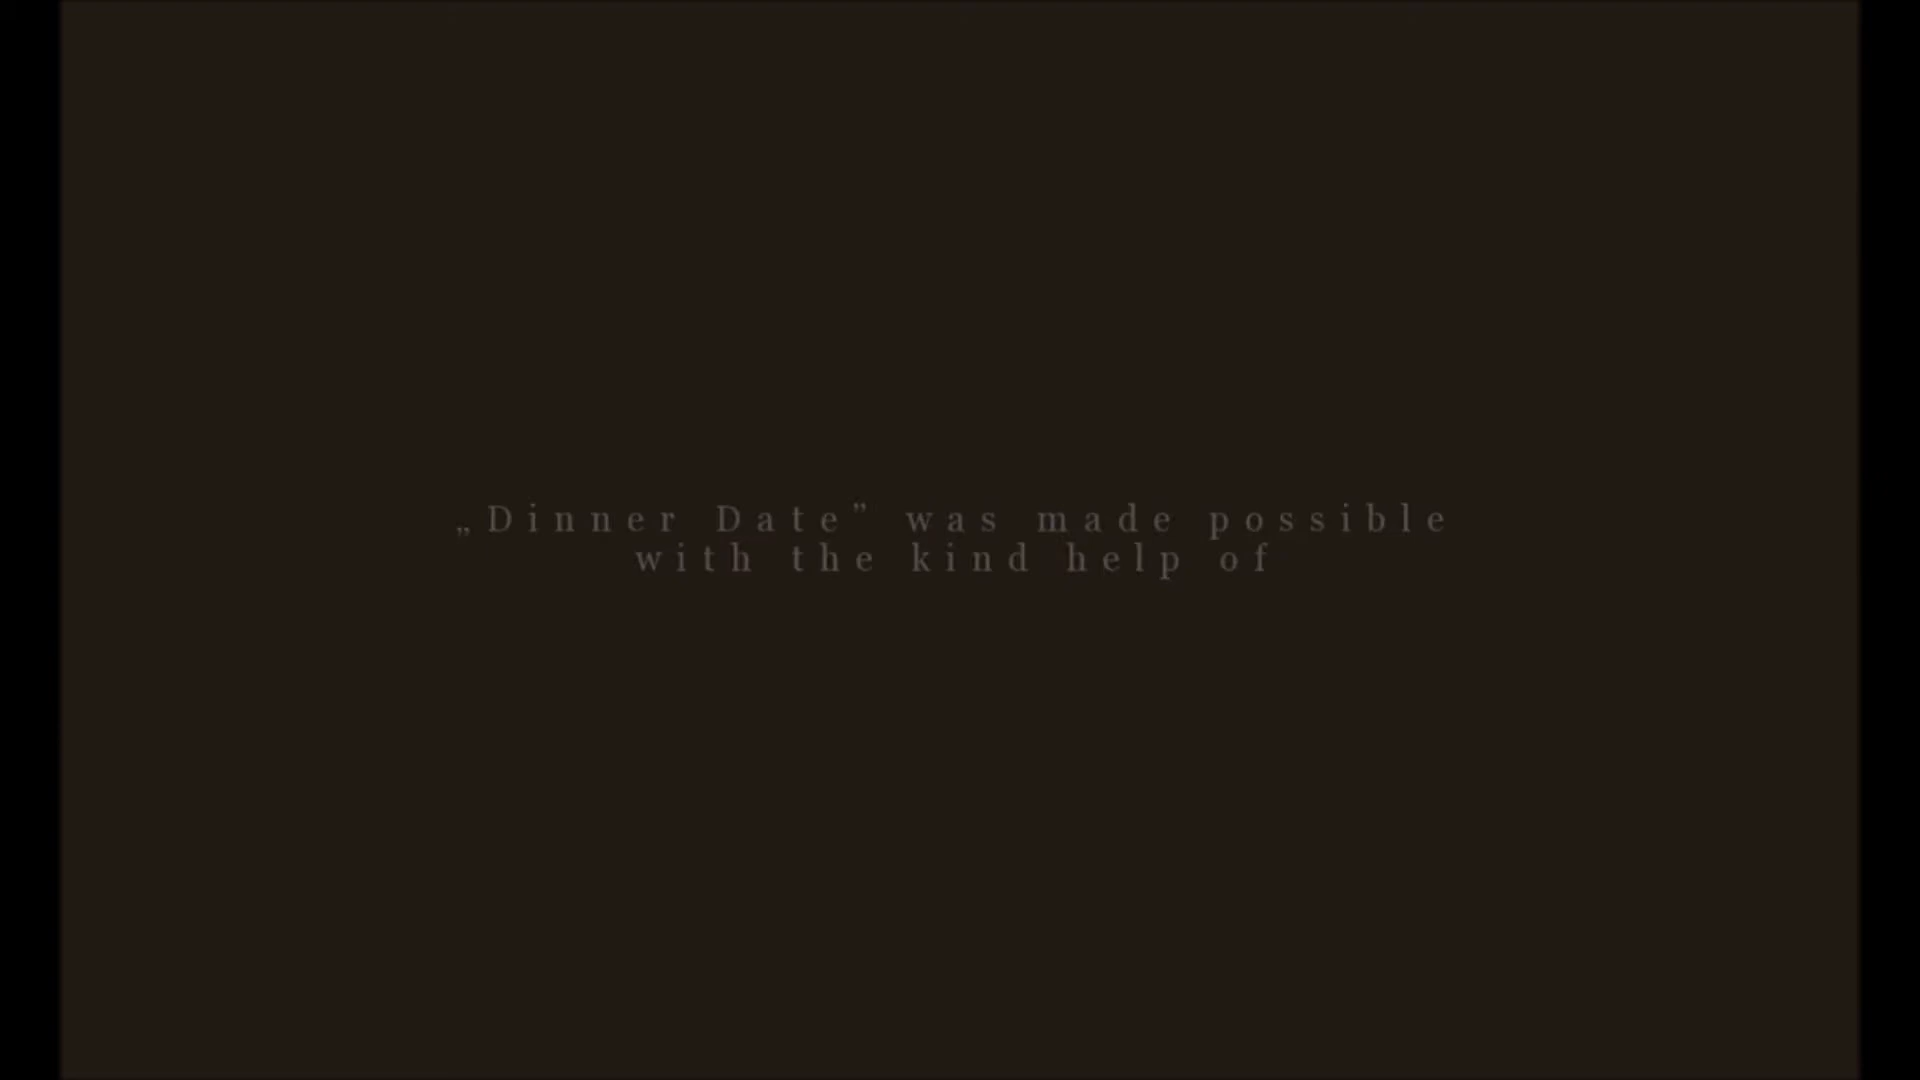 „Dinner Date” was made possible
with the kind help of